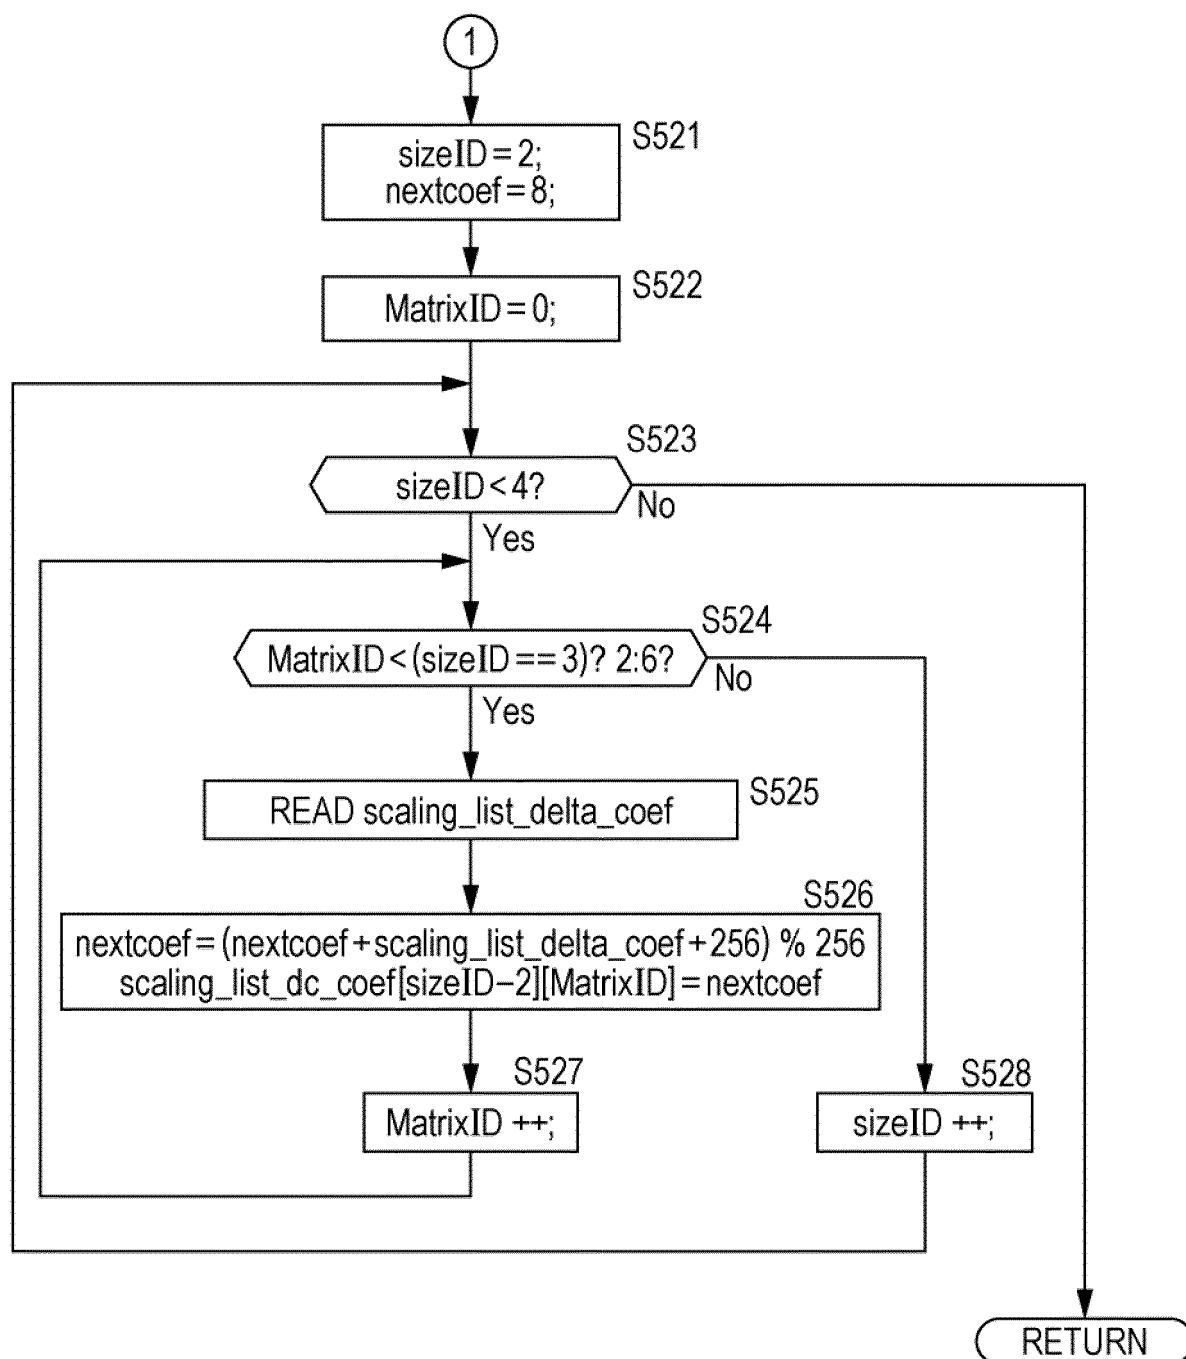 1
S521
sizeID=2;
nextcoef=8;
S522
MatrixID=0;
S523
sizeID<4?
No
Yes
S524
MatrixID<(sizeID==3)? 2:6?
No
Yes
S525
READ scaling_list_delta_coef
S526
nextcoef=(nextcoef+scaling_list_delta_coef+256) % 256
scaling_list_dc_coef[sizeID−2][MatrixID]=nextcoef
S527
MatrixID ++;
S528
sizeID ++;
RETURN